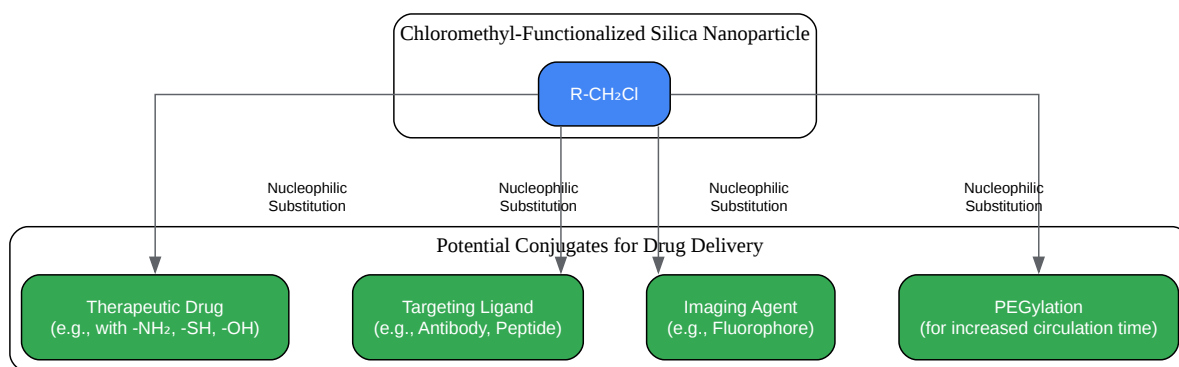 Chloromethyl-Functionalized Silica Nanoparticle
R-CH₂Cl
Nucleophilic
Substitution
Nucleophilic
Substitution
Nucleophilic
Substitution
Nucleophilic
Substitution
Potential Conjugates for Drug Delivery
Therapeutic Drug
(e.g., with -NH₂, -SH, -OH)
Targeting Ligand
(e.g., Antibody, Peptide)
Imaging Agent
(e.g., Fluorophore)
PEGylation
(for increased circulation time)